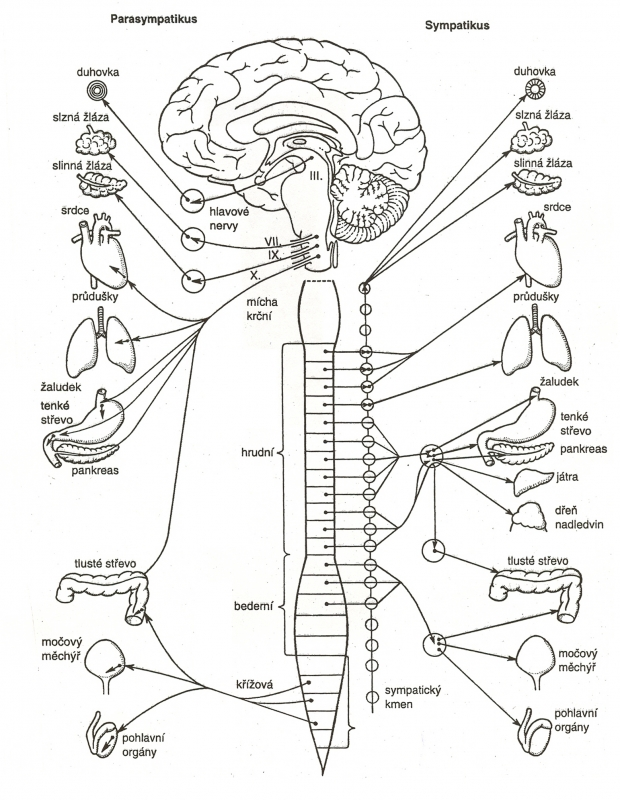 Parasympatikus
Sympatikus
duhovka
slzná žláza
slinná žláza
srdce
průdušky
žaludek
tenké
střevo
pankreas
tlusté střevo
močový
měchýř
pohlavní
orgány
hlavové
nervy
III.
VII.
IX.
X.
mícha
krční
hrudní
bederní
křížová
sympatický
kmen
duhovka
slzná žláza
slinná žláza
srdce
průdušky
žaludek
tenké
střevo
pankreas
játra
dřeň
nadledvin
tlusté střevo
močový
měchýř
pohlavní
orgány